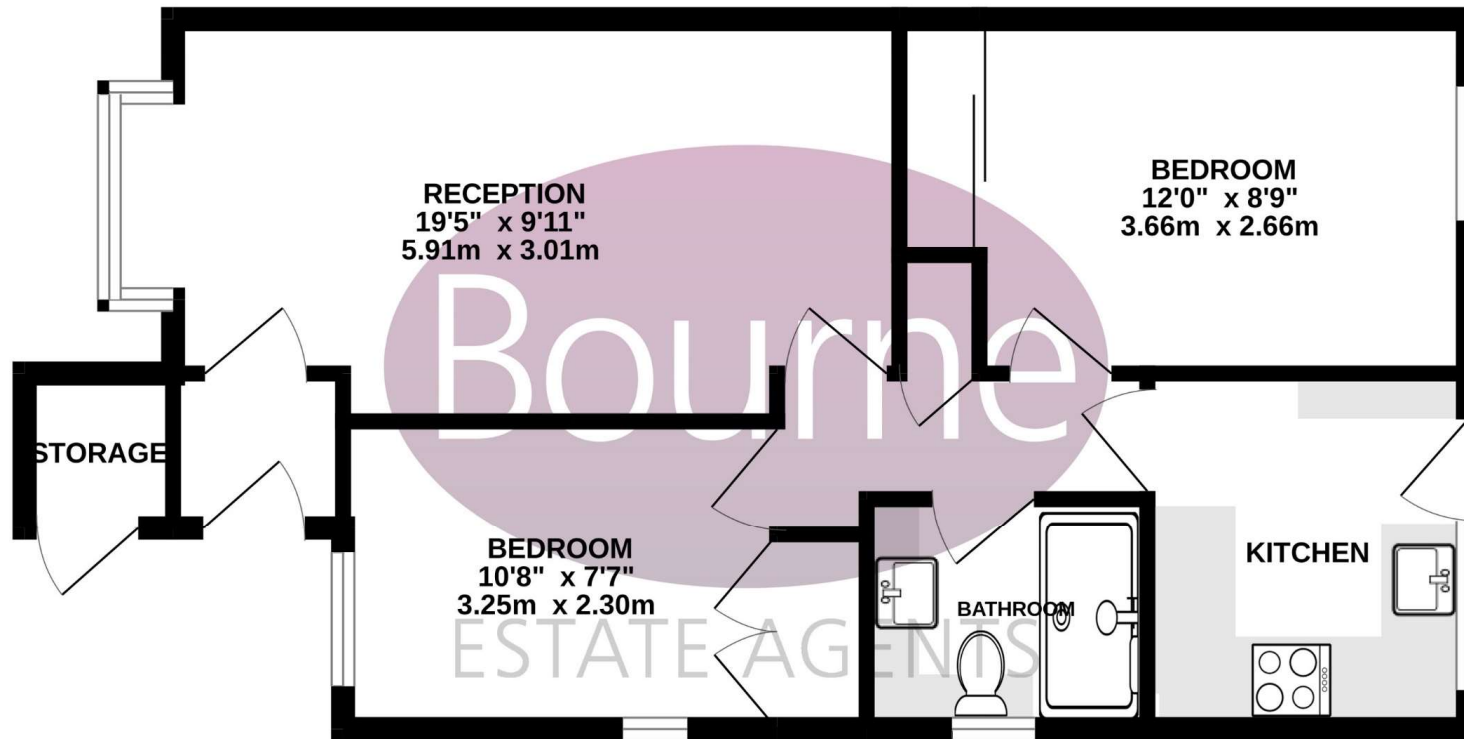 RECEPTION
19'5" x 9'11"
5.91m x 3.01m
BEDROOM
12'0" x 8'9"
3.66m x 2.66m
Bourne
STORAGE
BEDROOM
10'8" x 7'7"
3.25m x 2.30m
KITCHEN
BATHROOM
ESTATE AGENTS